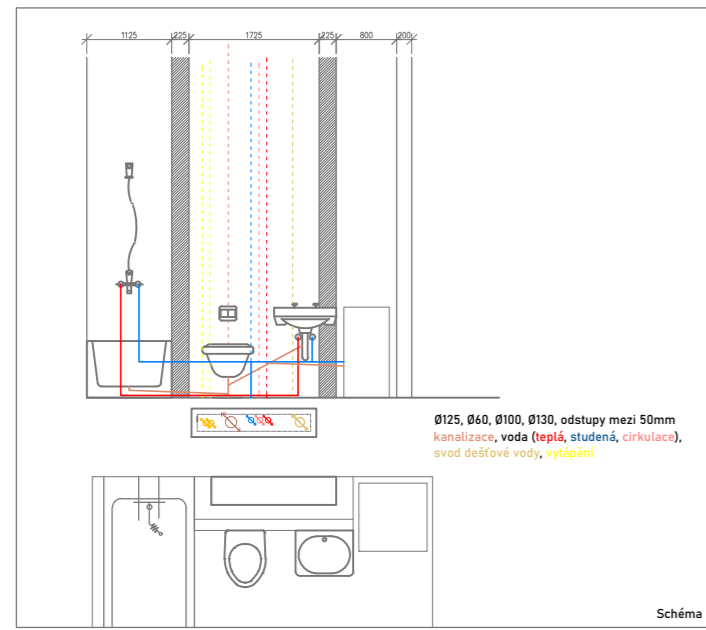 1125 225 1725 225 800 200
Ø125, Ø60, Ø100, Ø130, odstupy mezi 50mm
kanalizace, voda (teplá, studená, cirkulace),
svod dešťové vody, vytápění
Schéma